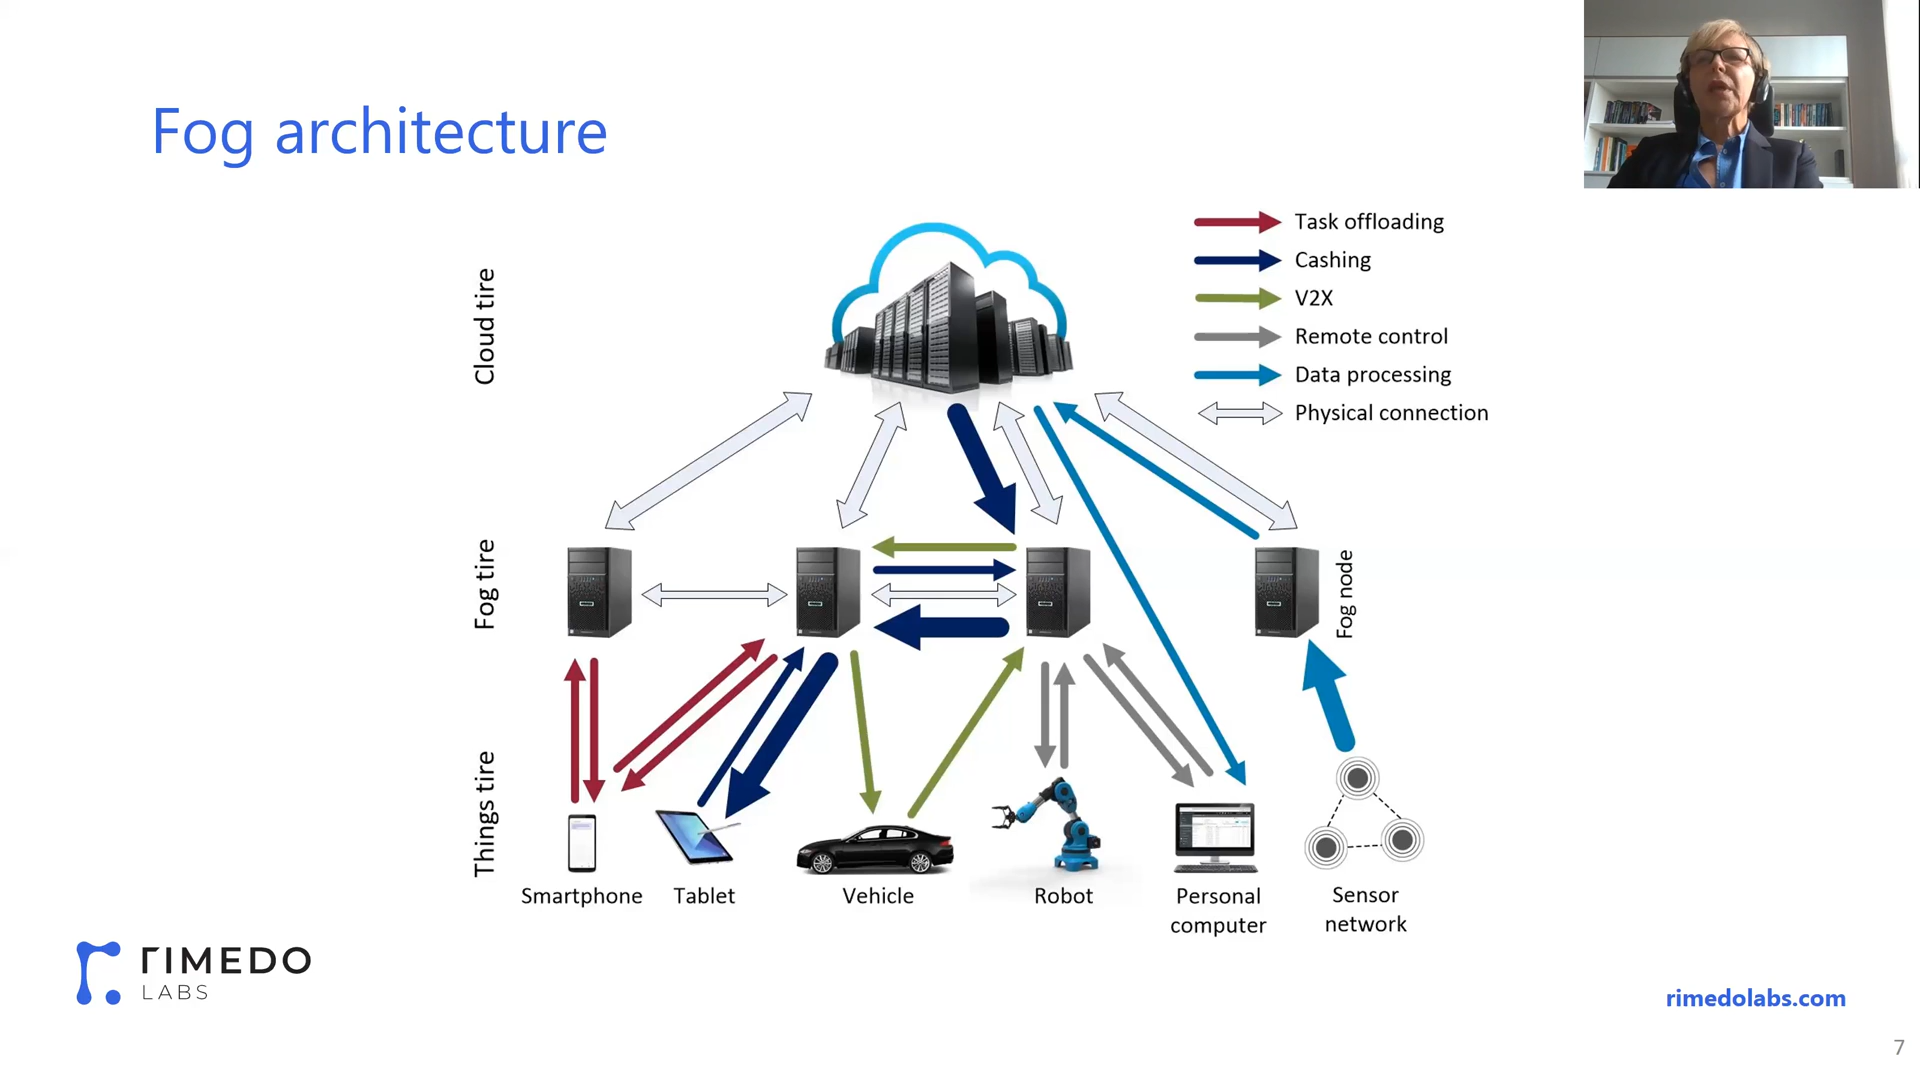 Fog architecture
Cloud tire
Task offloading
Cashing
V2X
Remote control
Data processing
Physical connection
Fog tire
Fog node
Things tire
Smartphone
Tablet
Vehicle
Robot
Personal
computer
Sensor
network
rIMEDO
LABS
rimedolabs.com
7